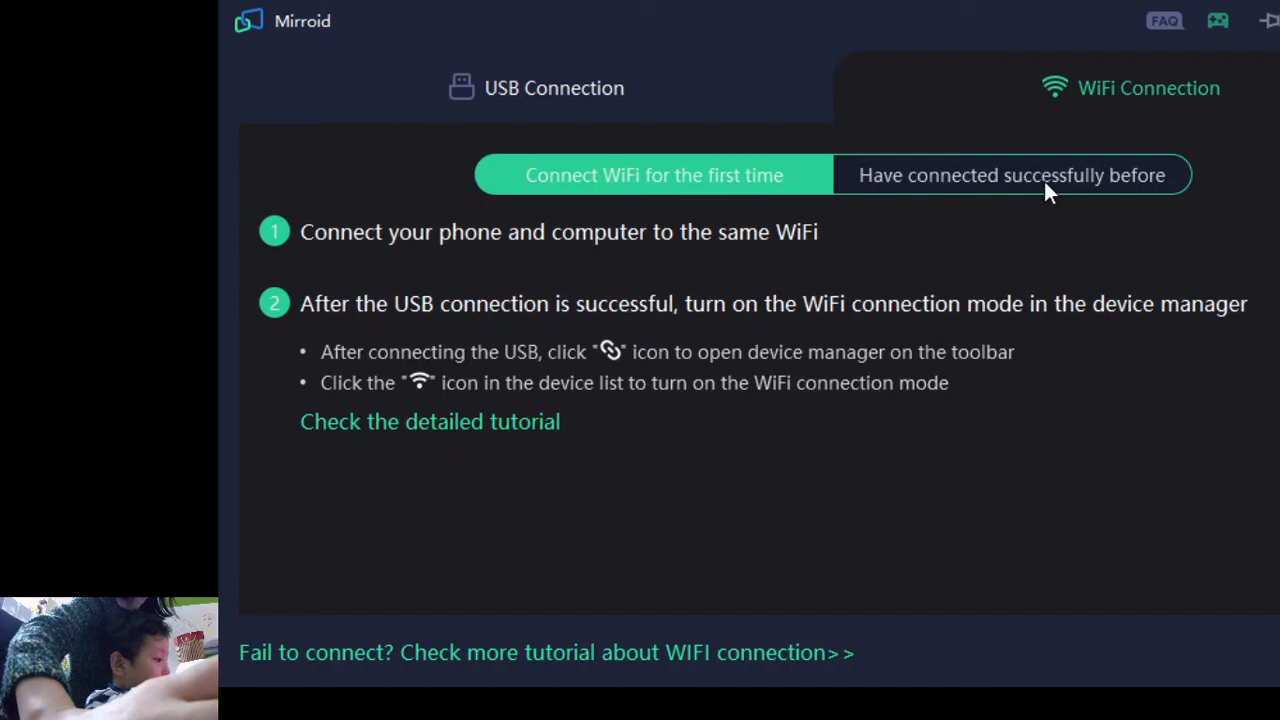 Mirroid
FAQ
USB Connection
WiFi Connection
Connect WiFi for the first time
Have connected successfully before
1 Connect your phone and computer to the same WiFi
2 After the USB connection is successful, turn on the WiFi connection mode in the device manager
• After connecting the USB, click "" icon to open device manager on the toolbar
• Click the "" icon in the device list to turn on the WiFi connection mode
Check the detailed tutorial
Fail to connect? Check more tutorial about WIFI connection>>